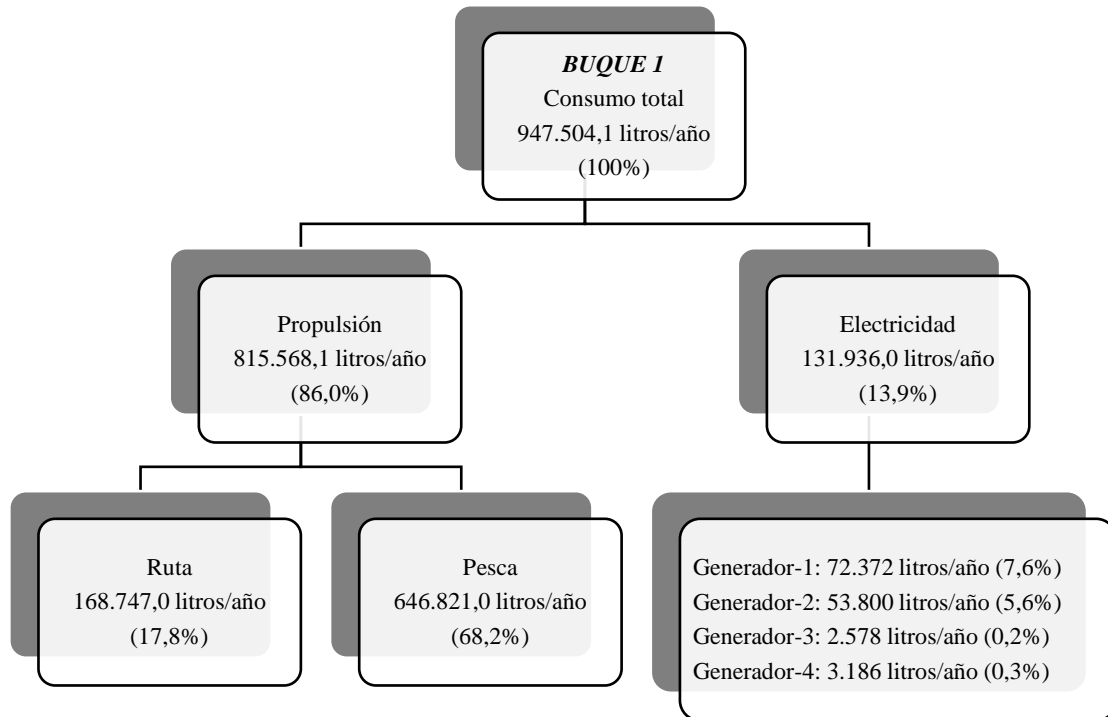 BUQUE 1
Consumo total
947.504,1 litros/año
(100%)
Propulsión
815.568,1 litros/año
(86,0%)
Electricidad
131.936,0 litros/año
(13,9%)
Ruta
168.747,0 litros/año
(17,8%)
Pesca
646.821,0 litros/año
(68,2%)
Generador-1: 72.372 litros/año (7,6%)
Generador-2: 53.800 litros/año (5,6%)
Generador-3: 2.578 litros/año (0,2%)
Generador-4: 3.186 litros/año (0,3%)